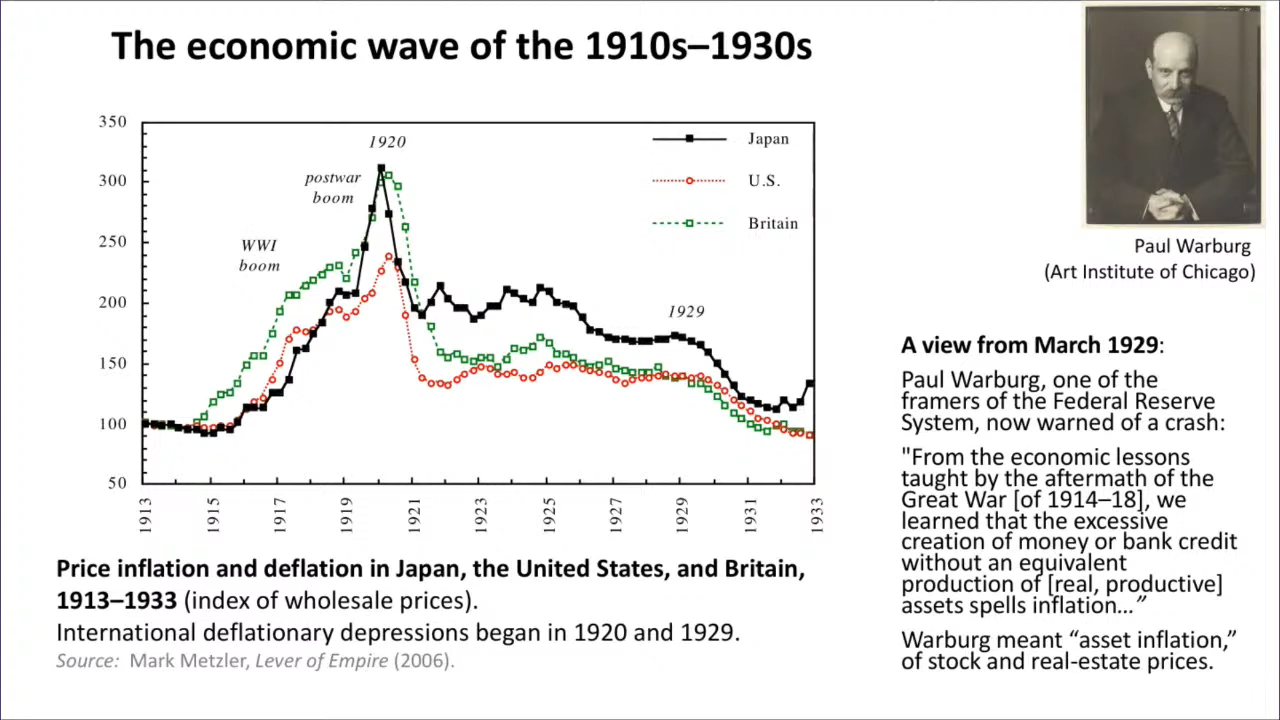 The economic wave of the 1910s–1930s
350
300
250
200
150
100
50
1920
postwar
boom
WWI
boom
1929
Japan
U.S.
Britain
1913
1915
1917
1919
1921
1923
1925
1927
1929
1931
1933
Price inflation and deflation in Japan, the United States, and Britain,
1913–1933 (index of wholesale prices).
International deflationary depressions began in 1920 and 1929.
Source: Mark Metzler, Lever of Empire (2006).
Paul Warburg
(Art Institute of Chicago)
A view from March 1929:
Paul Warburg, one of the
framers of the Federal Reserve
System, now warned of a crash:
"From the economic lessons
taught by the aftermath of the
Great War [of 1914–18], we
learned that the excessive
creation of money or bank credit
without an equivalent
production of [real, productive]
assets spells inflation…”
Warburg meant “asset inflation,”
of stock and real-estate prices.